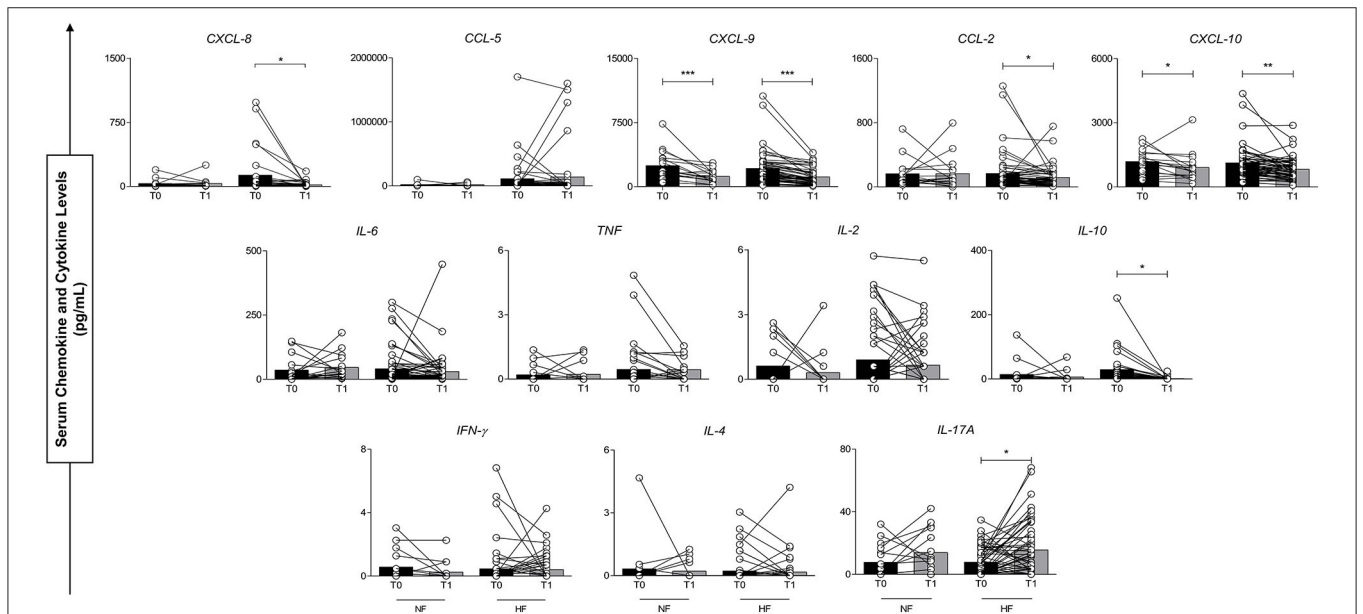 Serum Chemokine and Cytokine Levels
(pg/mL)
CXCL-8
1500
750
0
*
T0 T1 T0 T1
CCL-5
2000000
1000000
0
T0 T1 T0 T1
CXCL-9
15000
7500
0
*** ***
T0 T1 T0 T1
CCL-2
1600
800
0
*
T0 T1 T0 T1
CXCL-10
6000
3000
0
* **
T0 T1 T0 T1
IL-6
500
250
0
T0 T1 T0 T1
TNF
6
3
0
T0 T1 T0 T1
IL-2
6
3
0
T0 T1 T0 T1
IL-10
400
200
0
*
T0 T1 T0 T1
IFN-γ
8
4
0
T0 T1 T0 T1
NF HF
IL-4
6
3
0
T0 T1 T0 T1
NF HF
IL-17A
80
40
0
*
T0 T1 T0 T1
NF HF